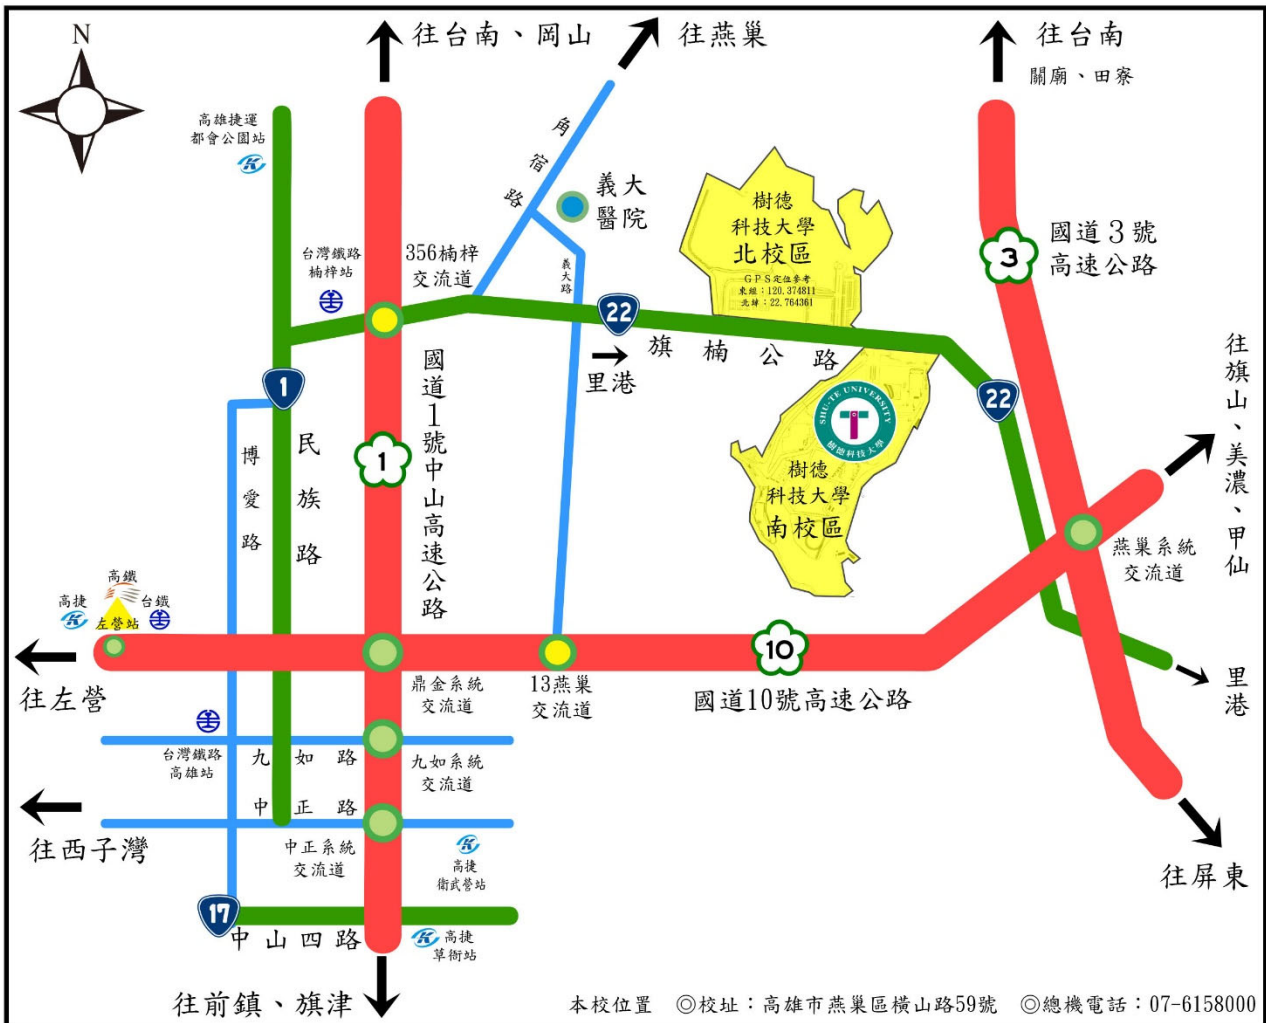 N
往台南、岡山
往燕巢
往台南
關廟、田寮
高雄捷運
都會公園站
角宿路
義大
醫院
樹德
科技大學
北校區
GPS定位參考
東經：120.374811
北緯：22.764361
3
國道3號
高速公路
台灣鐵路
楠梓站
356楠梓
交流道
義大路
22
旗楠公路
里港
1
國道1號中山高速公路
民族路
博愛路
1
SHU-TE UNIVERSITY
樹德科技大學
樹德
科技大學
南校區
22
往旗山、美濃、甲仙
燕巢系統
交流道
高鐵
高捷
台鐵
左營站
往左營
鼎金系統
交流道
13燕巢
交流道
10
國道10號高速公路
里港
台灣鐵路
高雄站
九如路
九如系統
交流道
中正路
往西子灣
中正系統
交流道
高捷
衛武營站
往屏東
17
中山四路
高捷
草衙站
往前鎮、旗津
本校位置 ◎校址：高雄市燕巢區橫山路59號 ◎總機電話：07-6158000